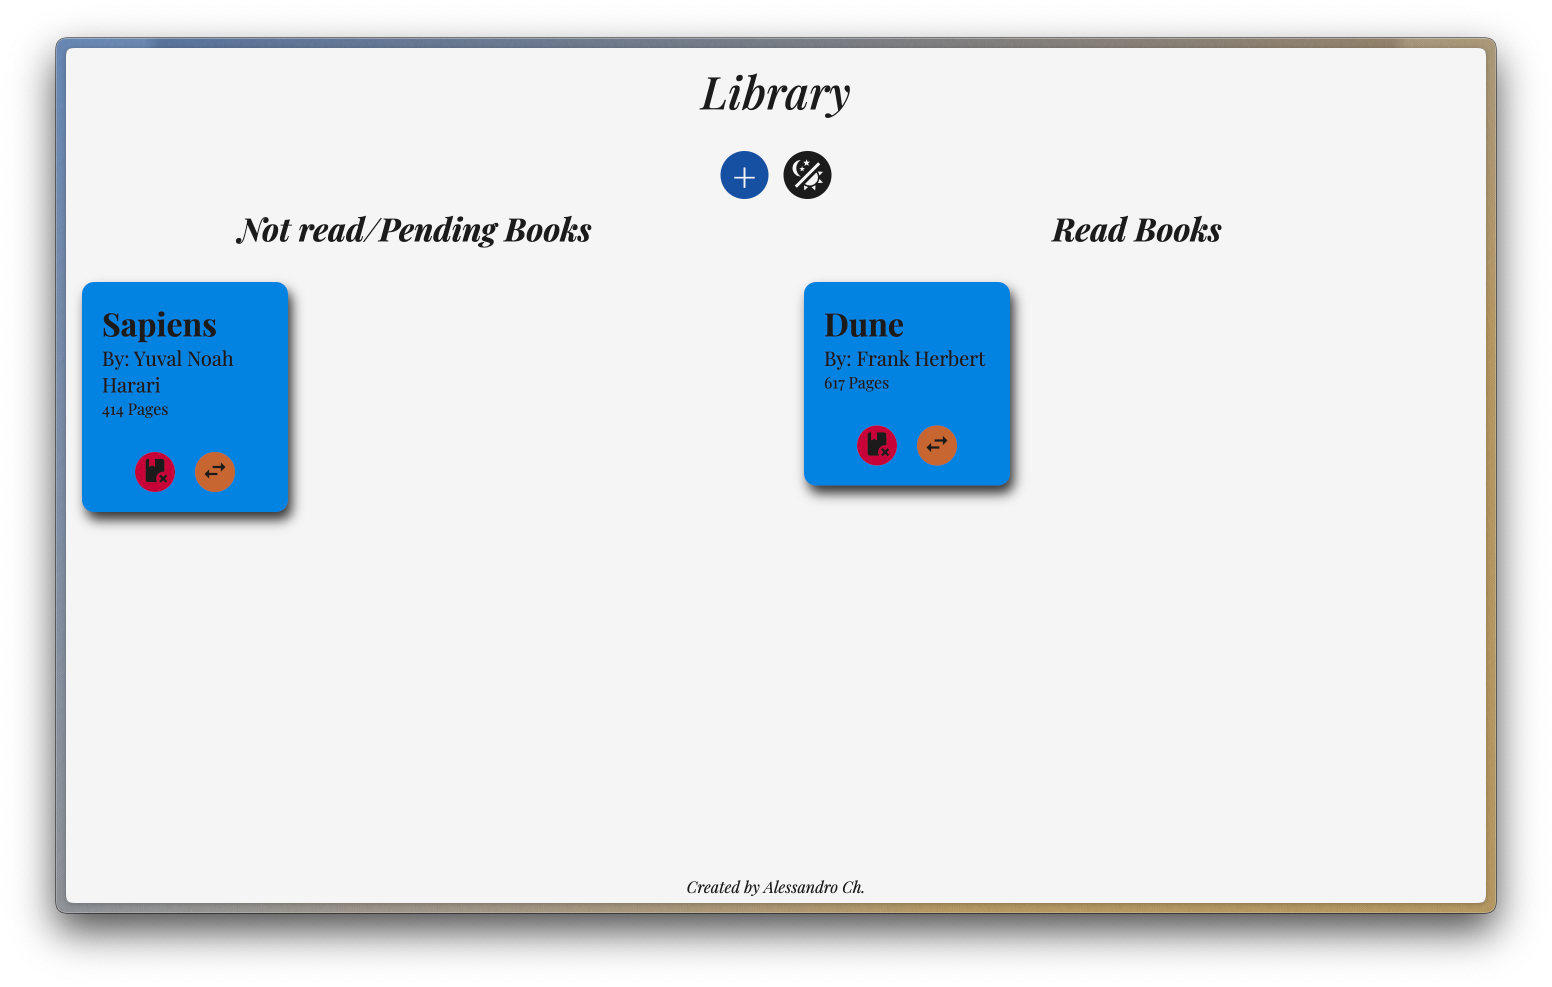 Library
Not read/Pending Books
Read Books
Sapiens
By: Yuval Noah
Harari
414 Pages
Dune
By: Frank Herbert
617 Pages
Created by Alessandro Ch.